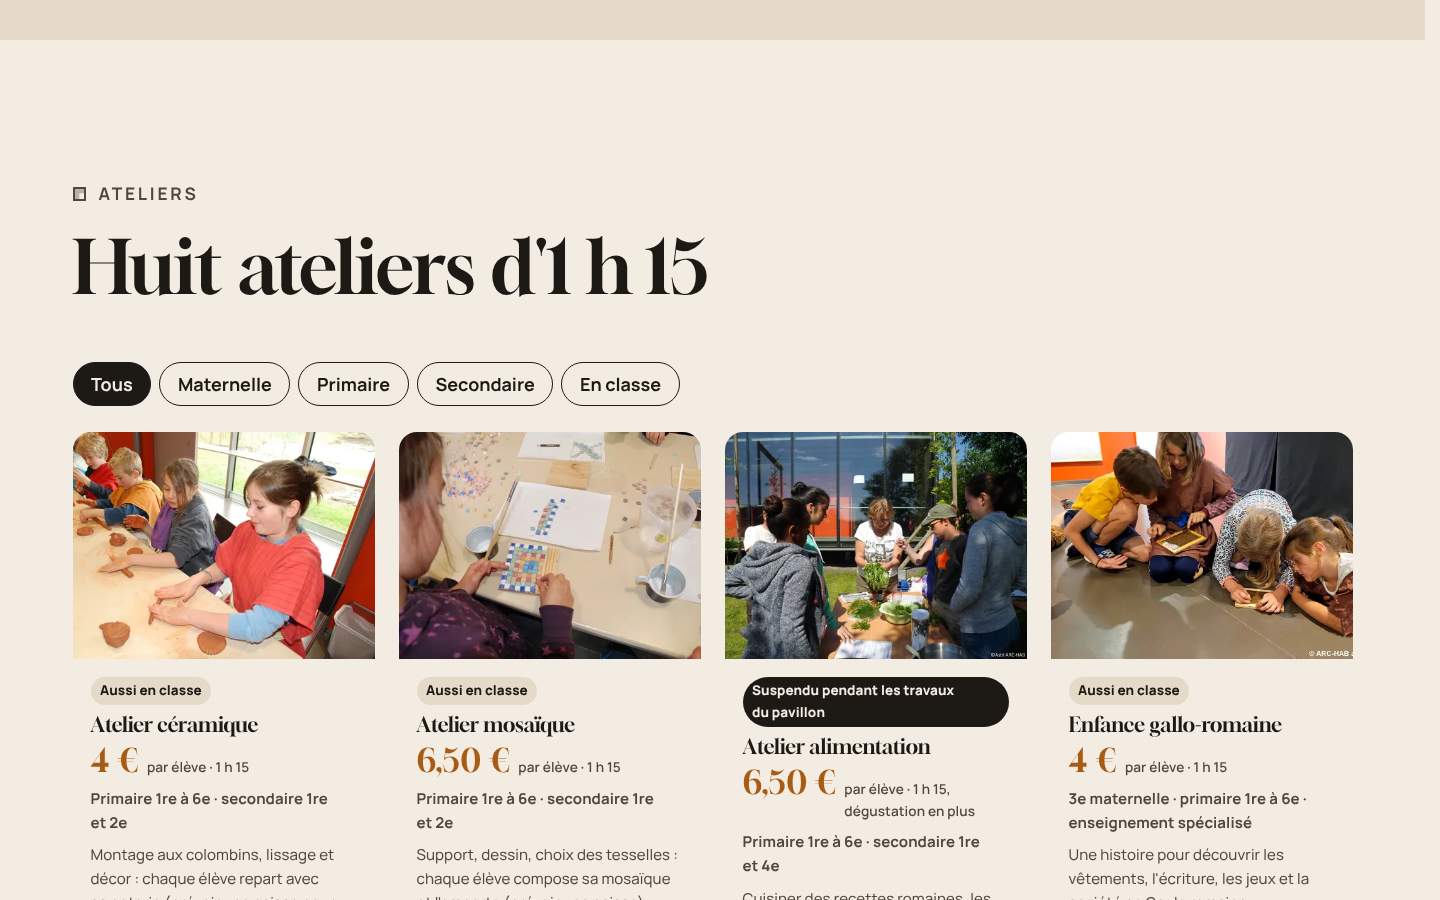 ATELIERS
Huit ateliers d'1 h 15
Tous
Maternelle
Primaire
Secondaire
En classe
Aussi en classe
Atelier céramique
4 € par élève · 1 h 15
Primaire 1re à 6e · secondaire 1re
et 2e
Montage aux colombins, lissage et
décor : chaque élève repart avec
Aussi en classe
Atelier mosaïque
6,50 € par élève · 1 h 15
Primaire 1re à 6e · secondaire 1re
et 2e
Support, dessin, choix des tesselles :
chaque élève compose sa mosaïque
Suspendu pendant les travaux
du pavillon
Atelier alimentation
6,50 € par élève · 1 h 15,
dégustation en plus
Primaire 1re à 6e · secondaire 1re
et 4e
Cuisiner des recettes romaines, les
© ARC-HAB
Aussi en classe
Enfance gallo-romaine
4 € par élève · 1 h 15
3e maternelle · primaire 1re à 6e ·
enseignement spécialisé
Une histoire pour découvrir les
vêtements, l'écriture, les jeux et la